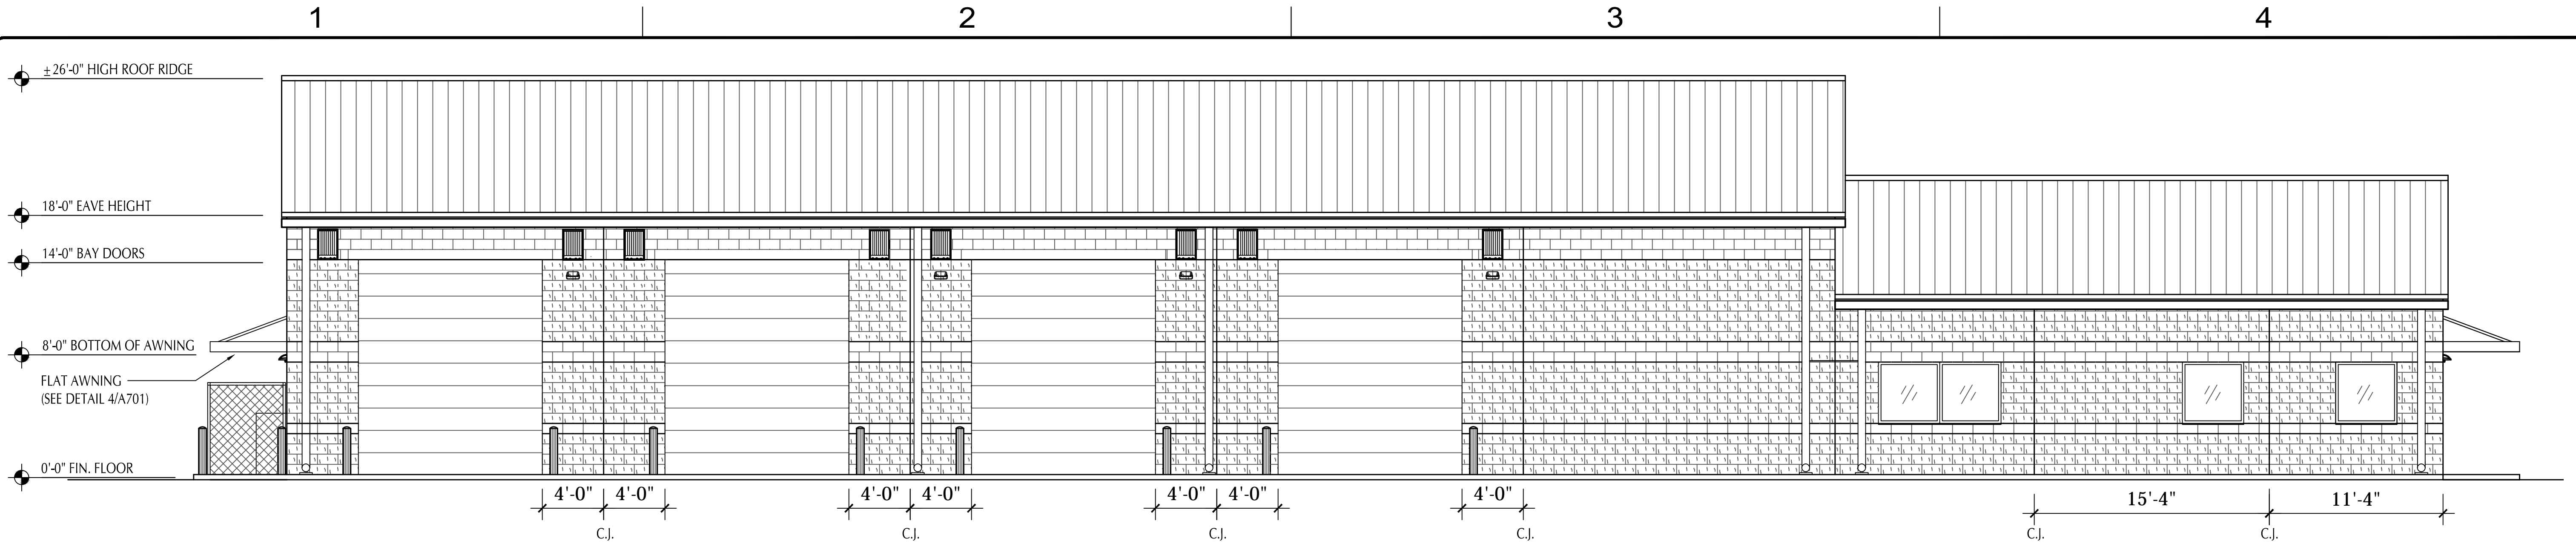 1 2 3 4
±26'-0" HIGH ROOF RIDGE
18'-0" EAVE HEIGHT
14'-0" BAY DOORS
8'-0" BOTTOM OF AWNING
FLAT AWNING
(SEE DETAIL 4/A701)
0'-0" FIN. FLOOR
4'-0" 4'-0" 4'-0" 4'-0" 4'-0" 4'-0" 4'-0" 15'-4" 11'-4"
C.J. C.J. C.J. C.J. C.J. C.J.